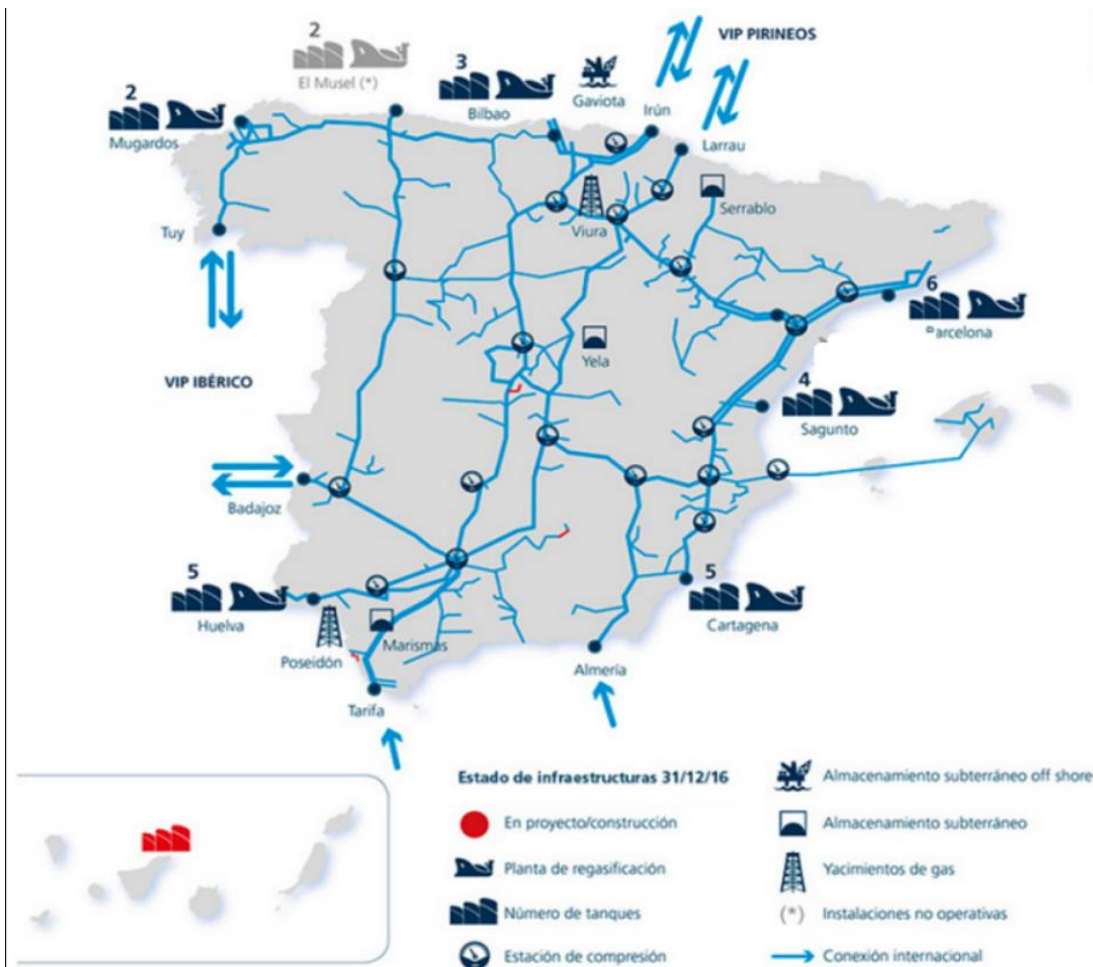 2
El Musel (*)
3
Bilbao
Gaviota
VIP PIRINEOS
Irún
Larrau
2
Mugardos
Tuy
Viura
Serrablo
6
Barcelona
Yela
VIP IBÉRICO
4
Sagunto
Badajoz
5
Huelva
Poseidón
Marismas
5
Cartagena
Almería
Tarifa
Estado de infraestructuras 31/12/16
En proyecto/construcción
Planta de regasificación
Número de tanques
Estación de compresión
Almacenamiento subterráneo off shore
Almacenamiento subterráneo
Yacimientos de gas
(*) Instalaciones no operativas
Conexión internacional